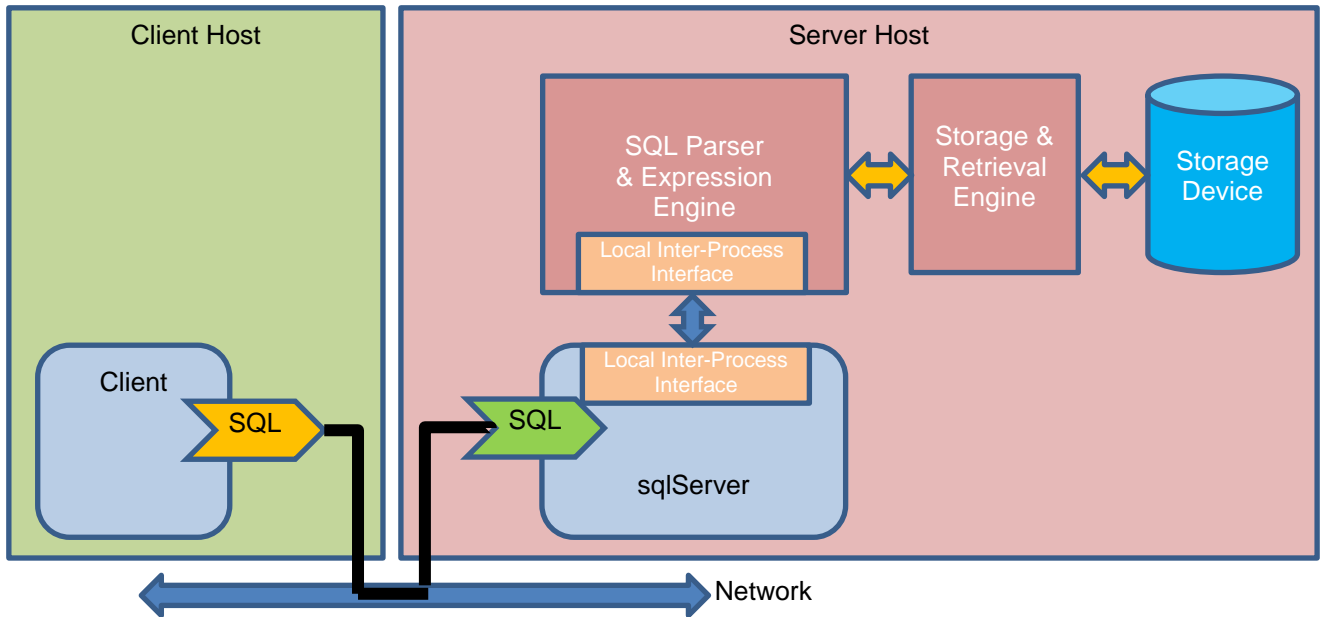 Client Host
Server Host
SQL Parser
& Expression
Engine
Storage &
Retrieval
Engine
Storage
Device
Local Inter-Process
Interface
Local Inter-Process
Interface
Client
SQL
SQL
sqlServer
Network